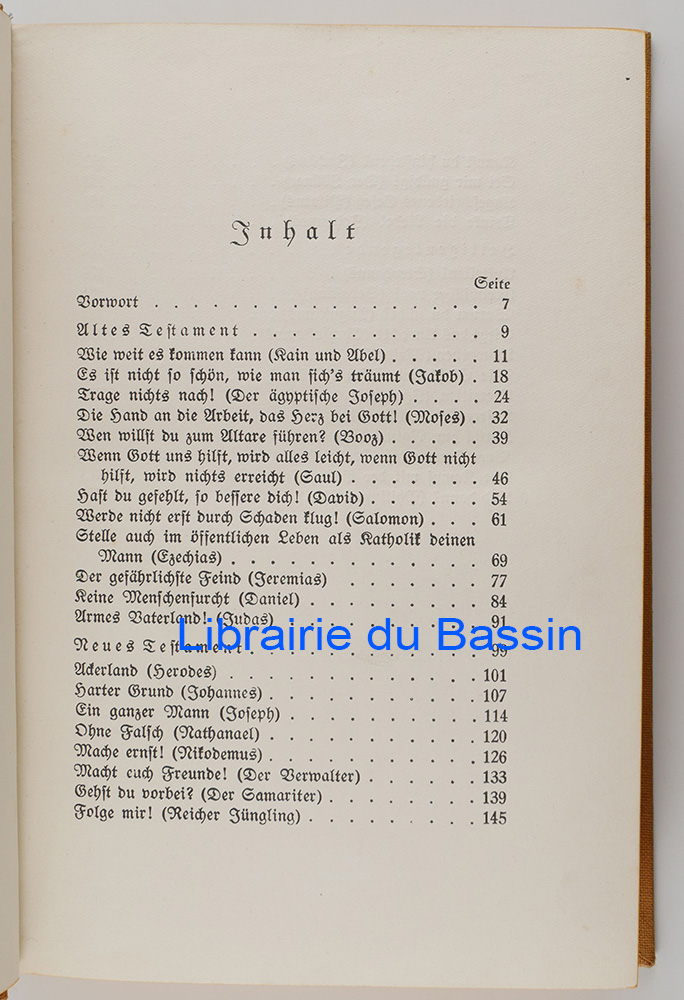 Inhalt
Seite
Vorwort . . . . . . . . . . . . . . . . . 7
Altes Testament . . . . . . . . . . . . 9
Wie weit es kommen kann (Kain und Abel) . . . . . 11
Es ist nicht so schön, wie man sich's träumt (Jakob) . 18
Trage nichts nach! (Der ägyptische Joseph) . . . . 24
Die Hand an die Arbeit, das Herz bei Gott! (Moses) . 32
Wen willst du zum Altare führen? (Booz) . . . . . 39
Wenn Gott uns hilft, wird alles leicht, wenn Gott nicht
hilft, wird nichts erreicht (Saul) . . . . . . . 46
Hast du gefehlt, so bessere dich! (David) . . . . . 54
Werde nicht erst durch Schaden klug! (Salomon) . . . 61
Stelle auch im öffentlichen Leben als Katholik deinen
Mann (Ezechias) . . . . . . . . . . . . . 69
Der gefährlichste Feind (Jeremias) . . . . . . . 77
Keine Menschenfurcht (Daniel) . . . . . . . . . 84
Armes Vaterland! (Judas) . . . . . . . . . . 91
Librairie du Bassin
Neues Testament . . . . . . . . . . . . 99
Ackerland (Herodes) . . . . . . . . . . . . . 101
Harter Grund (Johannes) . . . . . . . . . . . 107
Ein ganzer Mann (Joseph) . . . . . . . . . . 114
Ohne Falsch (Nathanael) . . . . . . . . . . . 120
Mache ernst! (Nikodemus) . . . . . . . . . . . 126
Macht euch Freunde! (Der Verwalter) . . . . . . 133
Gehst du vorbei? (Der Samariter) . . . . . . . . 139
Folge mir! (Reicher Jüngling) . . . . . . . . . 145